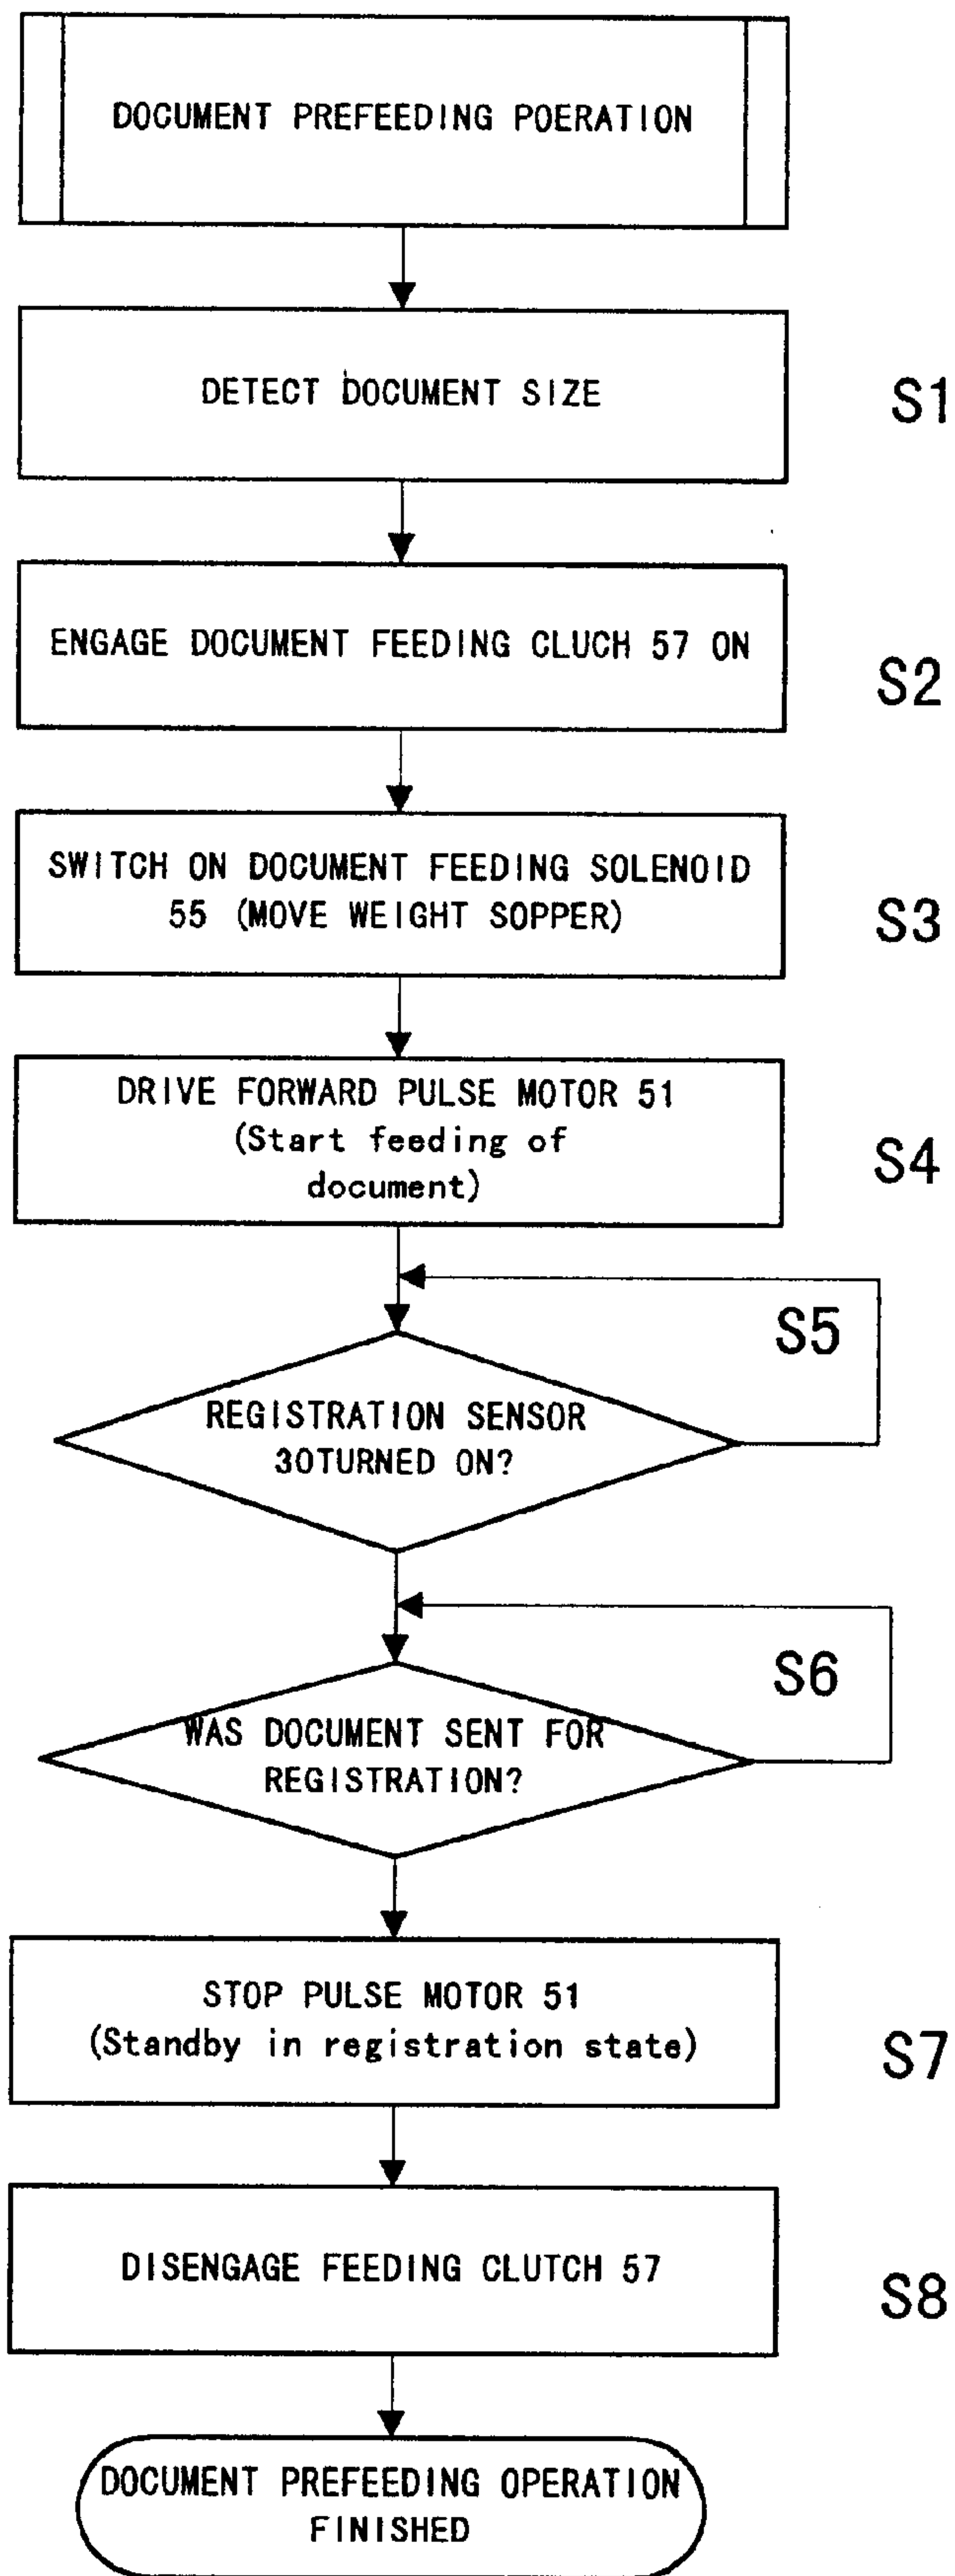 DOCUMENT PREFEEDING POERATION
DETECT DOCUMENT SIZE
S1
ENGAGE DOCUMENT FEEDING CLUCH 57 ON
S2
SWITCH ON DOCUMENT FEEDING SOLENOID
55 (MOVE WEIGHT SOPPER)
S3
DRIVE FORWARD PULSE MOTOR 51
(Start feeding of
document)
S4
S5
REGISTRATION SENSOR
30TURNED ON?
S6
WAS DOCUMENT SENT FOR
REGISTRATION?
STOP PULSE MOTOR 51
(Standby in registration state)
S7
DISENGAGE FEEDING CLUTCH 57
S8
DOCUMENT PREFEEDING OPERATION
FINISHED